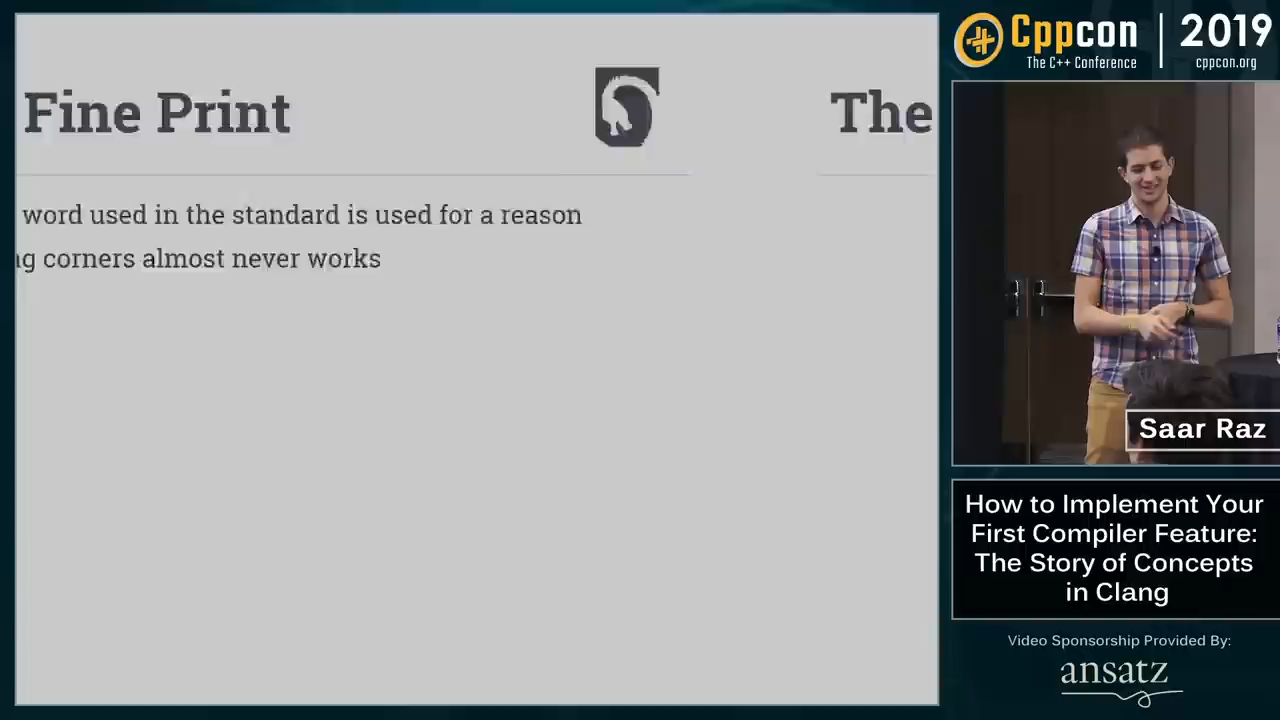 Fine Print
The
word used in the standard is used for a reason
corners almost never works
Cppcon | 2019
The C++ Conference
cppcon.org
Saar Raz
How to Implement Your
First Compiler Feature:
The Story of Concepts
in Clang
Video Sponsorship Provided By:
ansatz